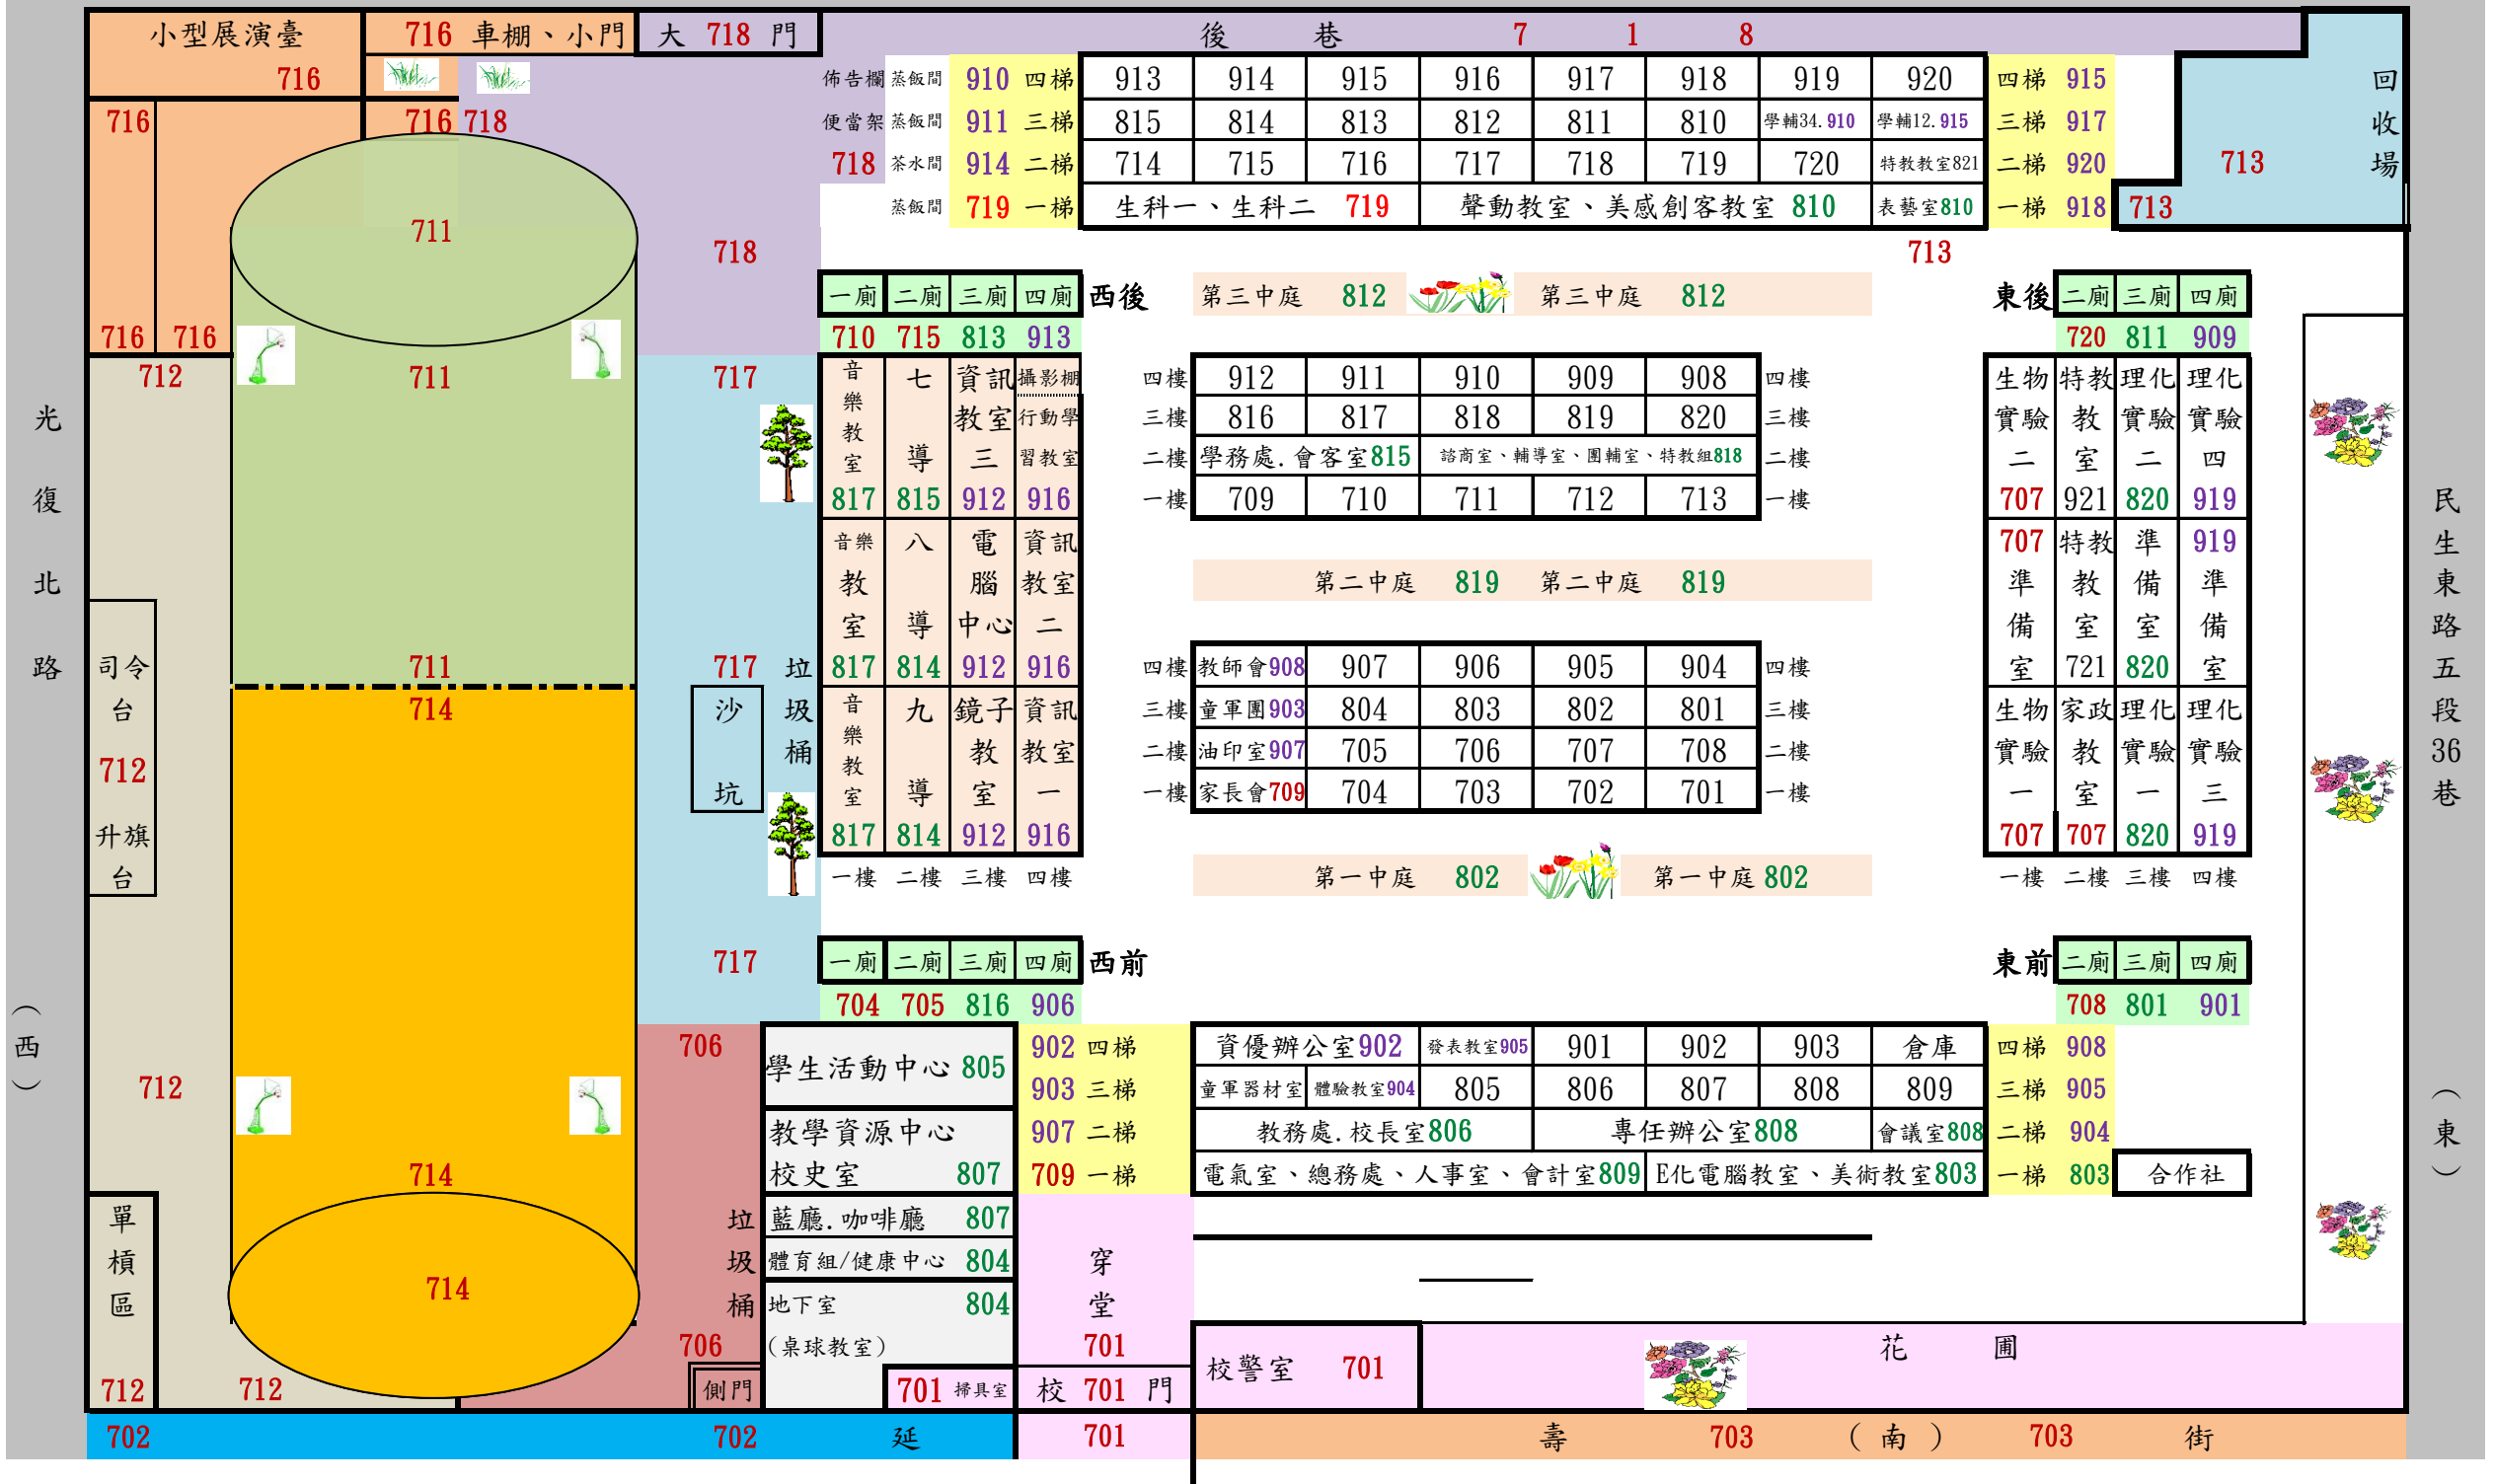 小型展演臺 716 車棚、小門 大 718 門 後 巷 7 1 8
716 佈告欄 蒸飯間 910 四梯 913 914 915 916 917 918 919 920 四梯 915 回
716 716 718 便當架 蒸飯間 911 三梯 815 814 813 812 811 810 學輔34.910 學輔12.915 三梯 917 收
718 茶水間 914 二梯 714 715 716 717 718 719 720 特教教室821 二梯 920 713 場
蒸飯間 719 一梯 生科一、生科二 719 聲動教室、美感創客教室 810 表藝室810 一梯 918 713
711
718 713
一廁 二廁 三廁 四廁 西後 第三中庭 812 第三中庭 812 東後 二廁 三廁 四廁
716 716 710 715 813 913 720 811 909
712 711 717 音 七 資訊 攝影棚 四樓 912 911 910 909 908 四樓 生物 特教 理化 理化
光 樂 教室 行動學 三樓 816 817 818 819 820 三樓 實驗 教 實驗 實驗
教 導 三 習教室 二樓 學務處.會客室815 諮商室、輔導室、團輔室、特教組818 二樓 二 室 二 四
室
復 817 815 912 916 一樓 709 710 711 712 713 一樓 707 921 820 919 民
音樂 八 電 資訊 707 特教 準 919 生
北 教 腦 教室 第二中庭 819 第二中庭 819 準 教 備 準 東
室 導 中心 二 備 室 室 備 路
路 司令 711 717 垃 817 814 912 916 四樓 教師會908 907 906 905 904 四樓 室 721 820 室 五
台 714 沙 圾 音 九 鏡子 資訊 三樓 童軍團903 804 803 802 801 三樓 生物 家政 理化 理化 段
樂
712 桶 教 教 教室 二樓 油印室907 705 706 707 708 二樓 實驗 教 實驗 實驗 36
坑 室 導 室 一 一樓 家長會709 704 703 702 701 一樓 一 室 一 三 巷
升旗 817 814 912 916 707 707 820 919
台 一樓 二樓 三樓 四樓 第一中庭 802 第一中庭 802 一樓 二樓 三樓 四樓
717 一廁 二廁 三廁 四廁 西前 東前 二廁 三廁 四廁
704 705 816 906 708 801 901
(西) 706 學生活動中心 805 902 四梯 資優辦公室902 發表教室905 901 902 903 倉庫 四梯 908
712 903 三梯 童軍器材室 體驗教室904 805 806 807 808 809 三梯 905
教學資源中心 907 二梯 教務處.校長室806 專任辦公室808 會議室808 二梯 904 (東)
714 校史室 807 709 一梯 電氣室、總務處、人事室、會計室809 E化電腦教室、美術教室803 一梯 803 合作社
單 垃 藍廳.咖啡廳 807
槓 圾 體育組/健康中心 804 穿
區 714 桶 地下室 804 堂
706 (桌球教室) 701 校警室 701 花 圃
712 712 側門 701 掃具室 校 701 門
702 702 延 701 壽 703 (南) 703 街